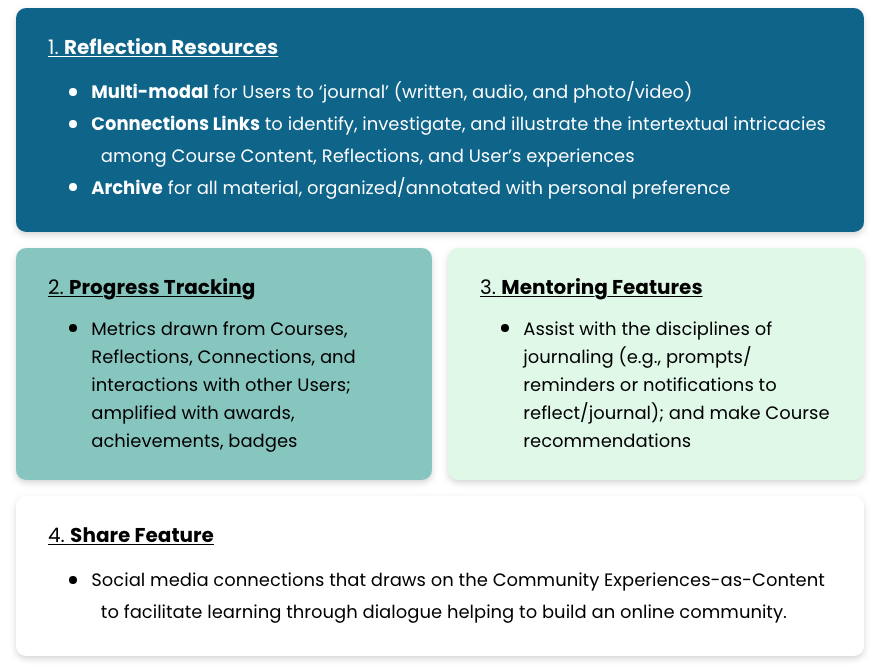 1. Reflection Resources
• Multi-modal for Users to ‘journal’ (written, audio, and photo/video)
• Connections Links to identify, investigate, and illustrate the intertextual intricacies
among Course Content, Reflections, and User’s experiences
• Archive for all material, organized/annotated with personal preference
2. Progress Tracking
• Metrics drawn from Courses,
Reflections, Connections, and
interactions with other Users;
amplified with awards,
achievements, badges
3. Mentoring Features
• Assist with the disciplines of
journaling (e.g., prompts/
reminders or notifications to
reflect/journal); and make Course
recommendations
4. Share Feature
• Social media connections that draws on the Community Experiences-as-Content
to facilitate learning through dialogue helping to build an online community.